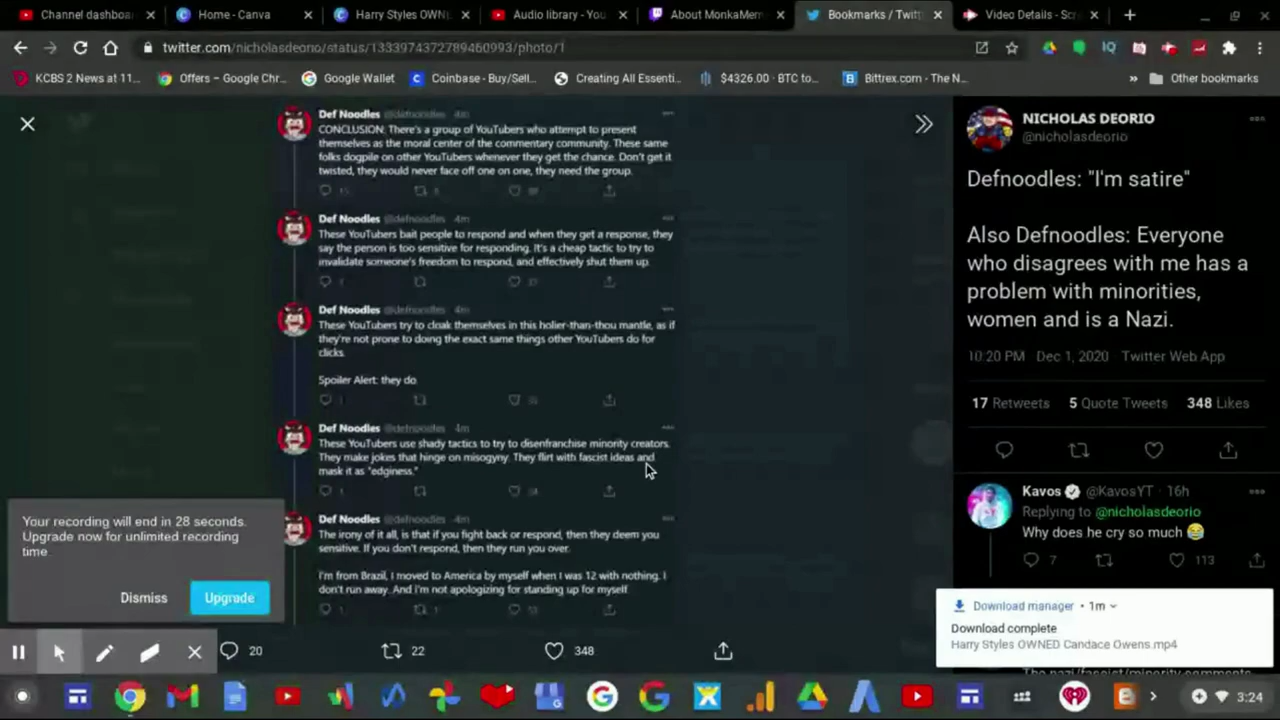 Channel dashboard
Home - Canva
Harry Styles OWNE
Audio library - You
About MonkaMem
Bookmarks / Twitt
Video Details - Scr
twitter.com/nicholasdeorio/status/1333974372789460993/photo/1
KCBS 2 News at 11...
Offers – Google Chr...
Google Wallet
Coinbase - Buy/Sell...
Creating All Essenti...
$4326.00 · BTC to...
Bittrex.com - The N...
Other bookmarks
Def Noodles @defnoodles 4m
CONCLUSION: There's a group of YouTubers who attempt to present
themselves as the moral center of the commentary community. These same
folks dogpile on other YouTubers whenever they get the chance. Don't get it
twisted, they would never face off one on one, they need the group.
Def Noodles @defnoodles 4m
These YouTubers bait people to respond and when they get a response, they
say the person is too sensitive for responding. It's a cheap tactic to try to
invalidate someone's freedom to respond, and effectively shut them up.
Def Noodles @defnoodles 4m
These YouTubers try to cloak themselves in this holier-than-thou mantle, as if
they're not prone to doing the exact same things other YouTubers do for
clicks.
Spoiler Alert: they do
Def Noodles @defnoodles 4m
These YouTubers use shady tactics to try to disenfranchise minority creators.
They make jokes that hinge on misogyny. They flirt with fascist ideas and
mask it as "edginess."
Def Noodles @defnoodles 4m
The irony of it all, is that if you fight back or respond, then they deem you
sensitive. If you don't respond, then they run you over.
I'm from Brazil, I moved to America by myself when I was 12 with nothing. I
don't run away. And I'm not apologizing for standing up for myself
20 22 348
NICHOLAS DEORIO
@nicholasdeorio
Defnoodles: "I'm satire"
Also Defnoodles: Everyone
who disagrees with me has a
problem with minorities,
women and is a Nazi.
10:20 PM Dec 1, 2020 Twitter Web App
17 Retweets 5 Quote Tweets 348 Likes
Kavos @KavosYT · 16h
Replying to @nicholasdeorio
Why does he cry so much 😂
7 113
Your recording will end in 28 seconds.
Upgrade now for unlimited recording
time.
Dismiss Upgrade
Download manager • 1m
Download complete
Harry Styles OWNED Candace Owens.mp4
3:24